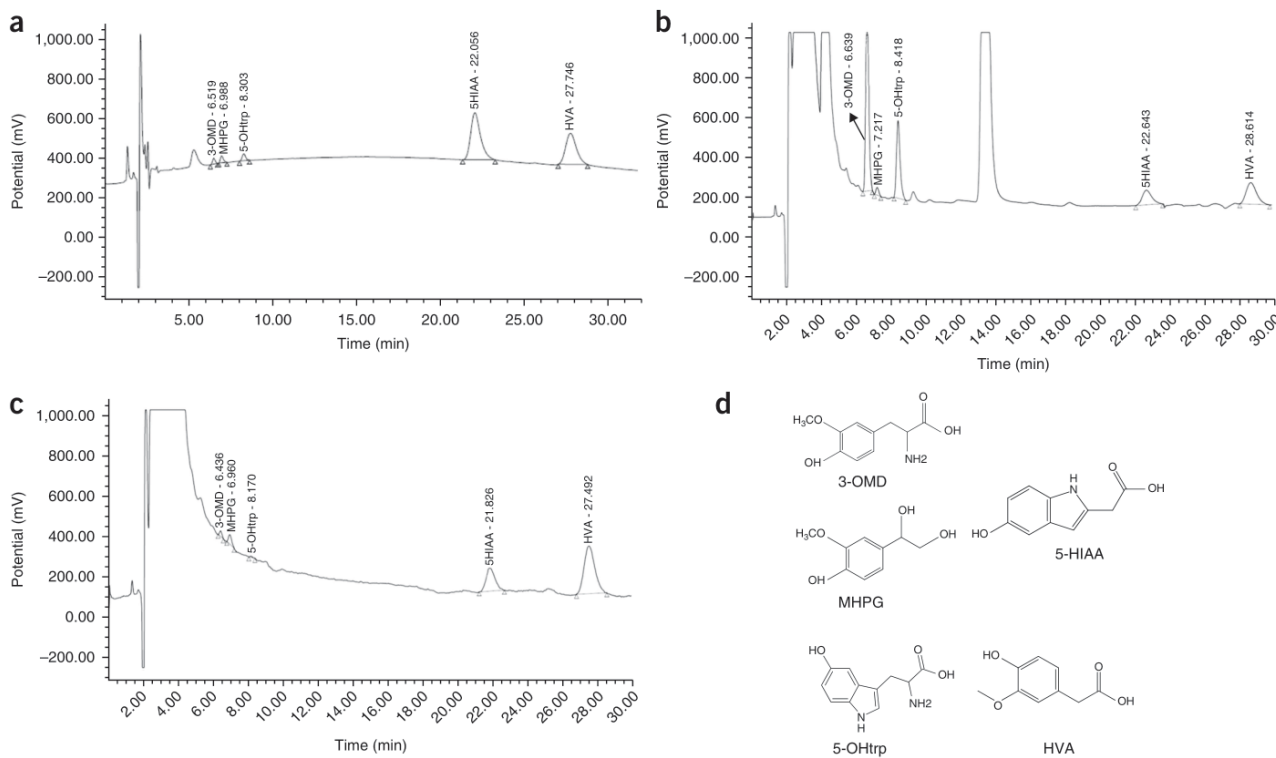 a
1,000.00
800.00
600.00
400.00
200.00
0.00
–200.00
Potential (mV)
3-OMD - 6.519
MHPG - 6.988
5-OHtrp - 8.303
5HIAA - 22.056
HVA - 27.746
5.00
10.00
15.00
20.00
25.00
30.00
Time (min)
b
1,000.00
800.00
600.00
400.00
200.00
0.00
–200.00
Potential (mV)
3-OMD - 6.639
MHPG - 7.217
5-OHtrp - 8.418
5HIAA - 22.643
HVA - 28.614
2.00
4.00
6.00
8.00
10.00
12.00
14.00
16.00
18.00
20.00
22.00
24.00
26.00
28.00
30.00
Time (min)
c
1,000.00
800.00
600.00
400.00
200.00
0.00
–200.00
Potential (mV)
3-OMD - 6.436
MHPG - 6.960
5-OHtrp - 8.170
5HIAA - 21.826
HVA - 27.492
2.00
4.00
6.00
8.00
10.00
12.00
14.00
16.00
18.00
20.00
22.00
24.00
26.00
28.00
30.00
Time (min)
d
O
H3CO
OH
OH
NH2
3-OMD
OH
H3CO
OH
OH
MHPG
H
N
O
OH
HO
5-HIAA
HO
O
OH
NH2
N
H
5-OHtrp
HO
O
O
OH
HVA